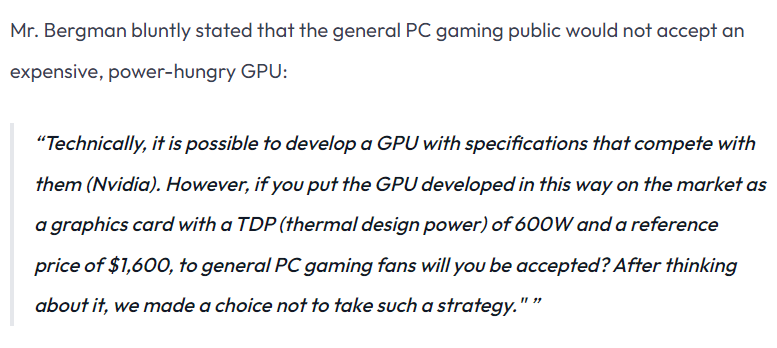 Mr. Bergman bluntly stated that the general PC gaming public would not accept an
expensive, power-hungry GPU:
“Technically, it is possible to develop a GPU with specifications that compete with
them (Nvidia). However, if you put the GPU developed in this way on the market as
a graphics card with a TDP (thermal design power) of 600W and a reference
price of $1,600, to general PC gaming fans will you be accepted? After thinking
about it, we made a choice not to take such a strategy." ”